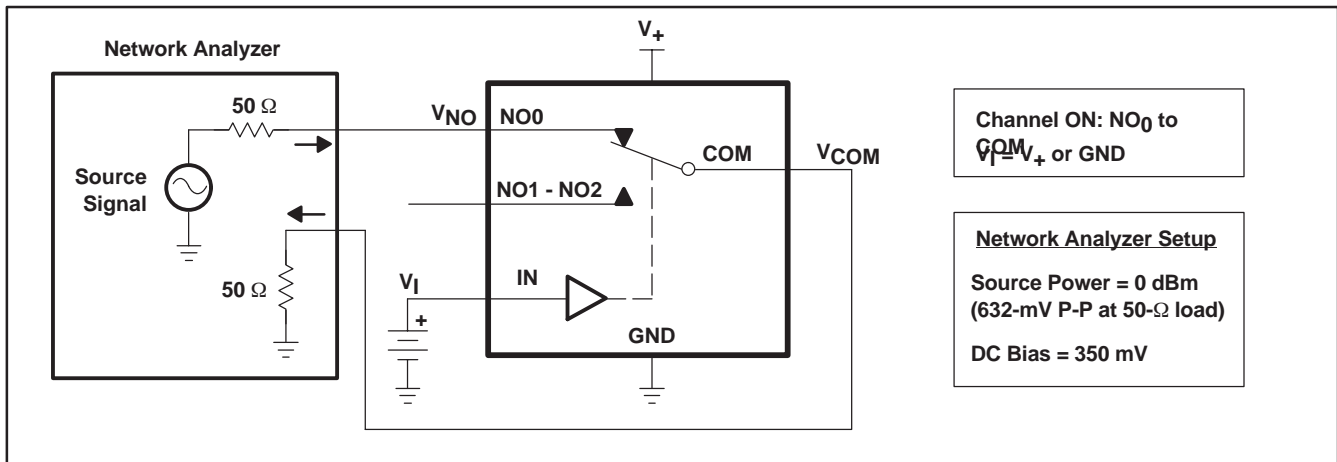 Network Analyzer
50 Ω
Source
Signal
50 Ω
V+
VNO
NO0
COM
VCOM
NO1 - NO2
VI
IN
+
GND
Channel ON: NO0 to
COM
VI = V+ or GND
Network Analyzer Setup
Source Power = 0 dBm
(632-mV P-P at 50-Ω load)
DC Bias = 350 mV